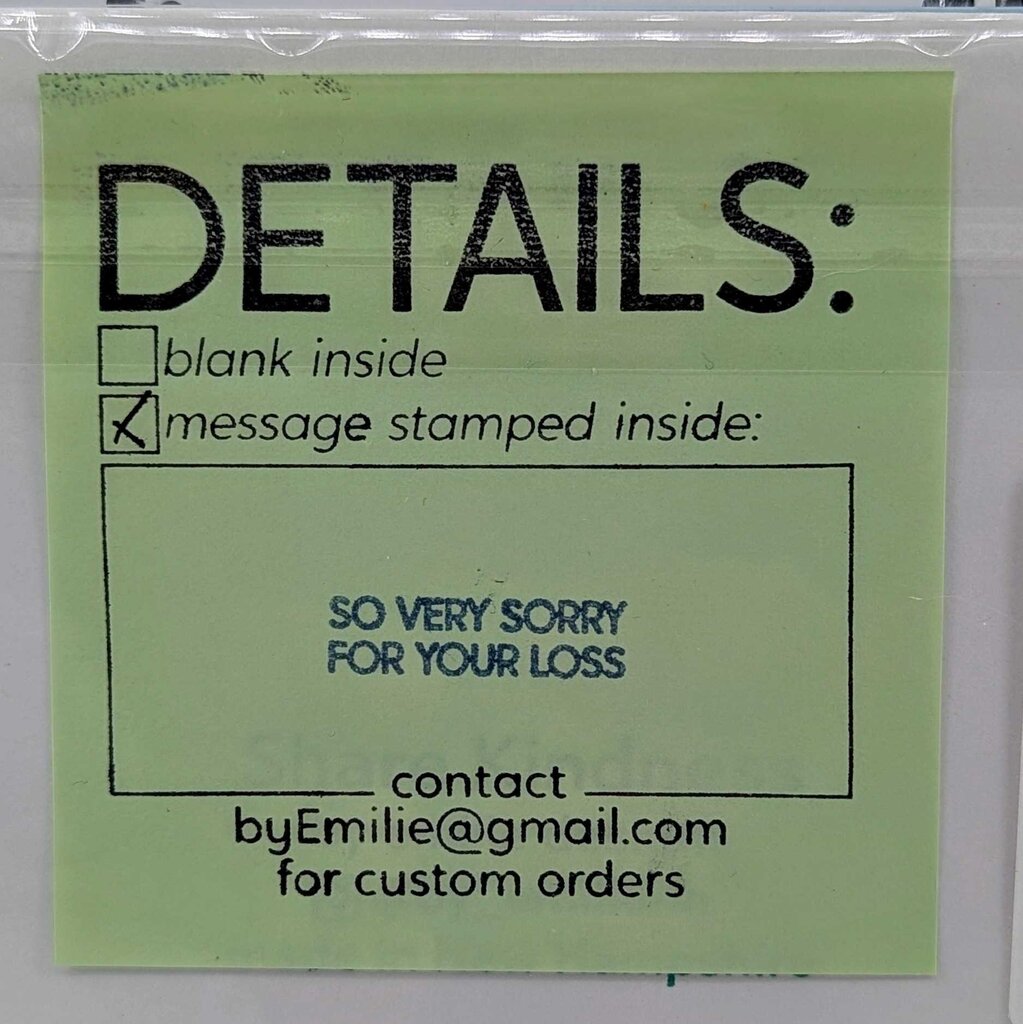 DETAILS:
blank inside
message stamped inside:
SO VERY SORRY
FOR YOUR LOSS
contact
byEmilie@gmail.com
for custom orders